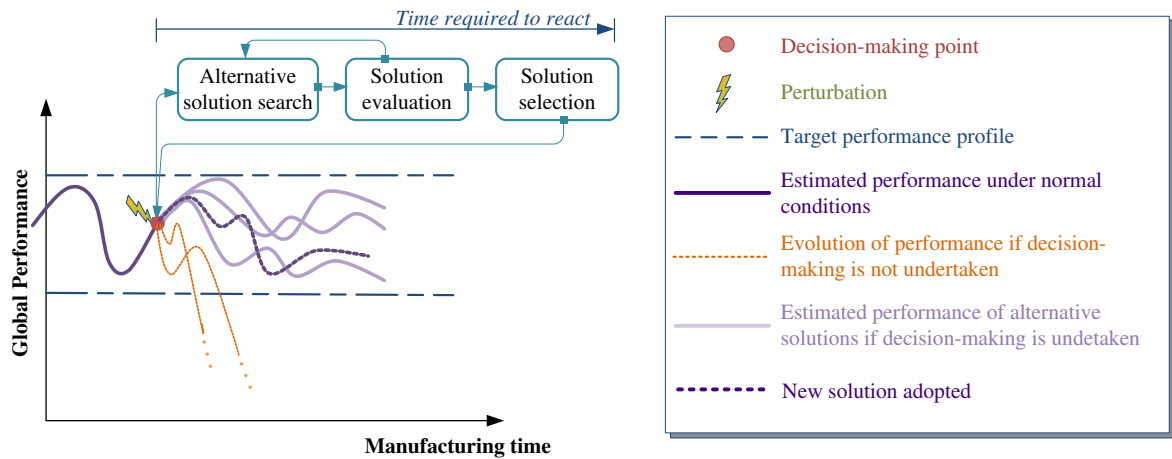 Time required to react
Alternative
solution search
Solution
evaluation
Solution
selection
Global Performance
Manufacturing time
Decision-making point
Perturbation
Target performance profile
Estimated performance under normal
conditions
Evolution of performance if decision-
making is not undertaken
Estimated performance of alternative
solutions if decision-making is undetaken
New solution adopted